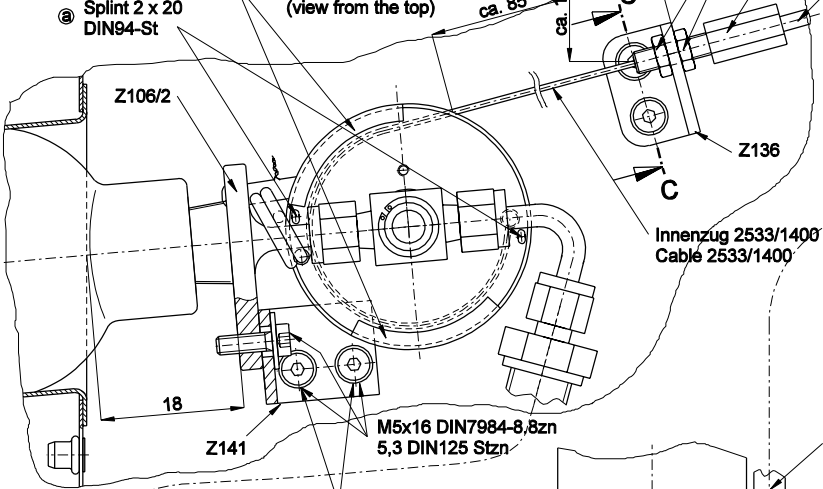 ⓐ Splint 2 x 20
DIN94-St
(view from the top)
ca. 85
ca.
Z106/2
Z136
C
Innenzug 2533/1400
Cable 2533/1400
18
M5x16 DIN7984-8,8zn
5,3 DIN125 Stzn
Z141